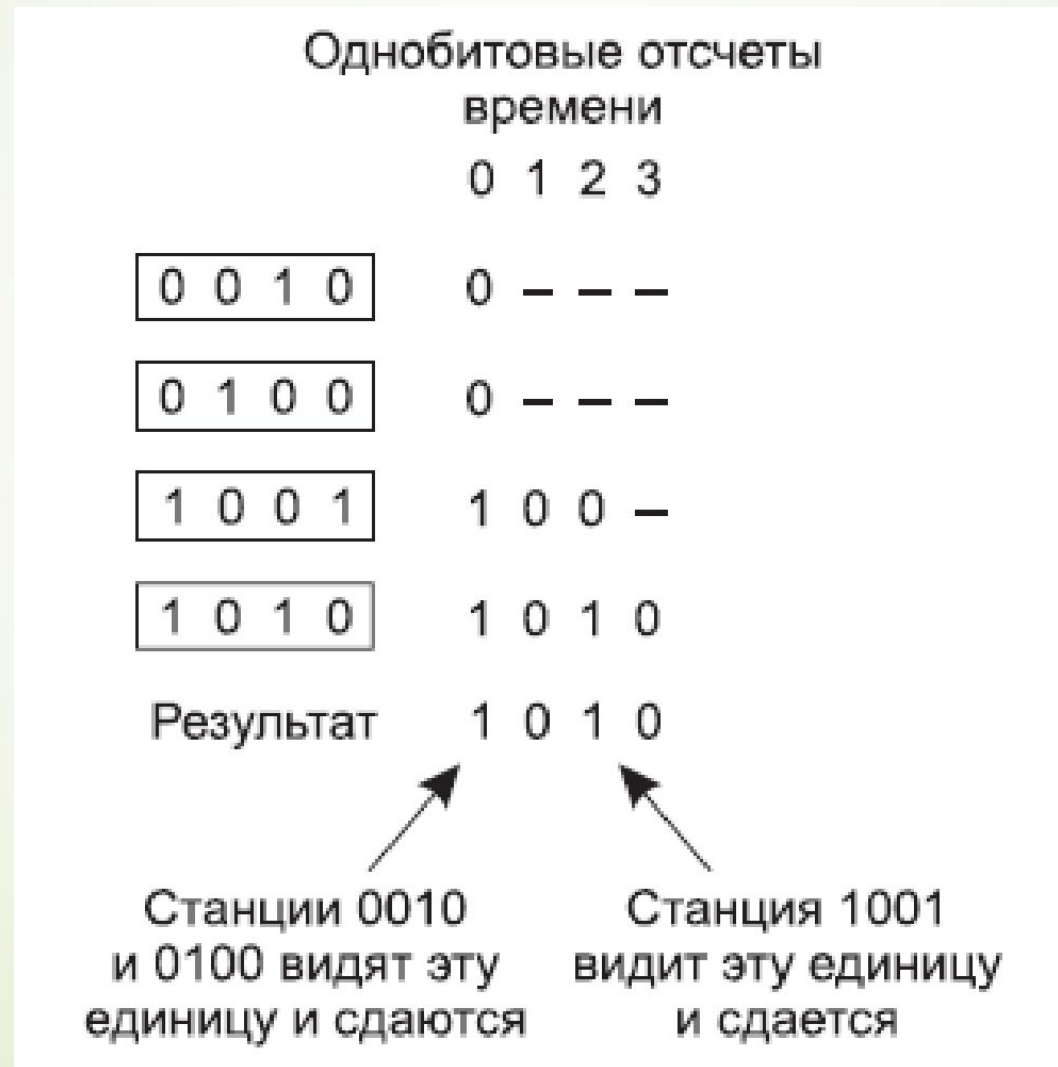 Однобитовые отсчеты
времени
0 1 2 3
0 0 1 0 0 – – –
0 1 0 0 0 – – –
1 0 0 1 1 0 0 –
1 0 1 0 1 0 1 0
Результат 1 0 1 0
Станции 0010
и 0100 видят эту
единицу и сдаются
Станция 1001
видит эту единицу
и сдается